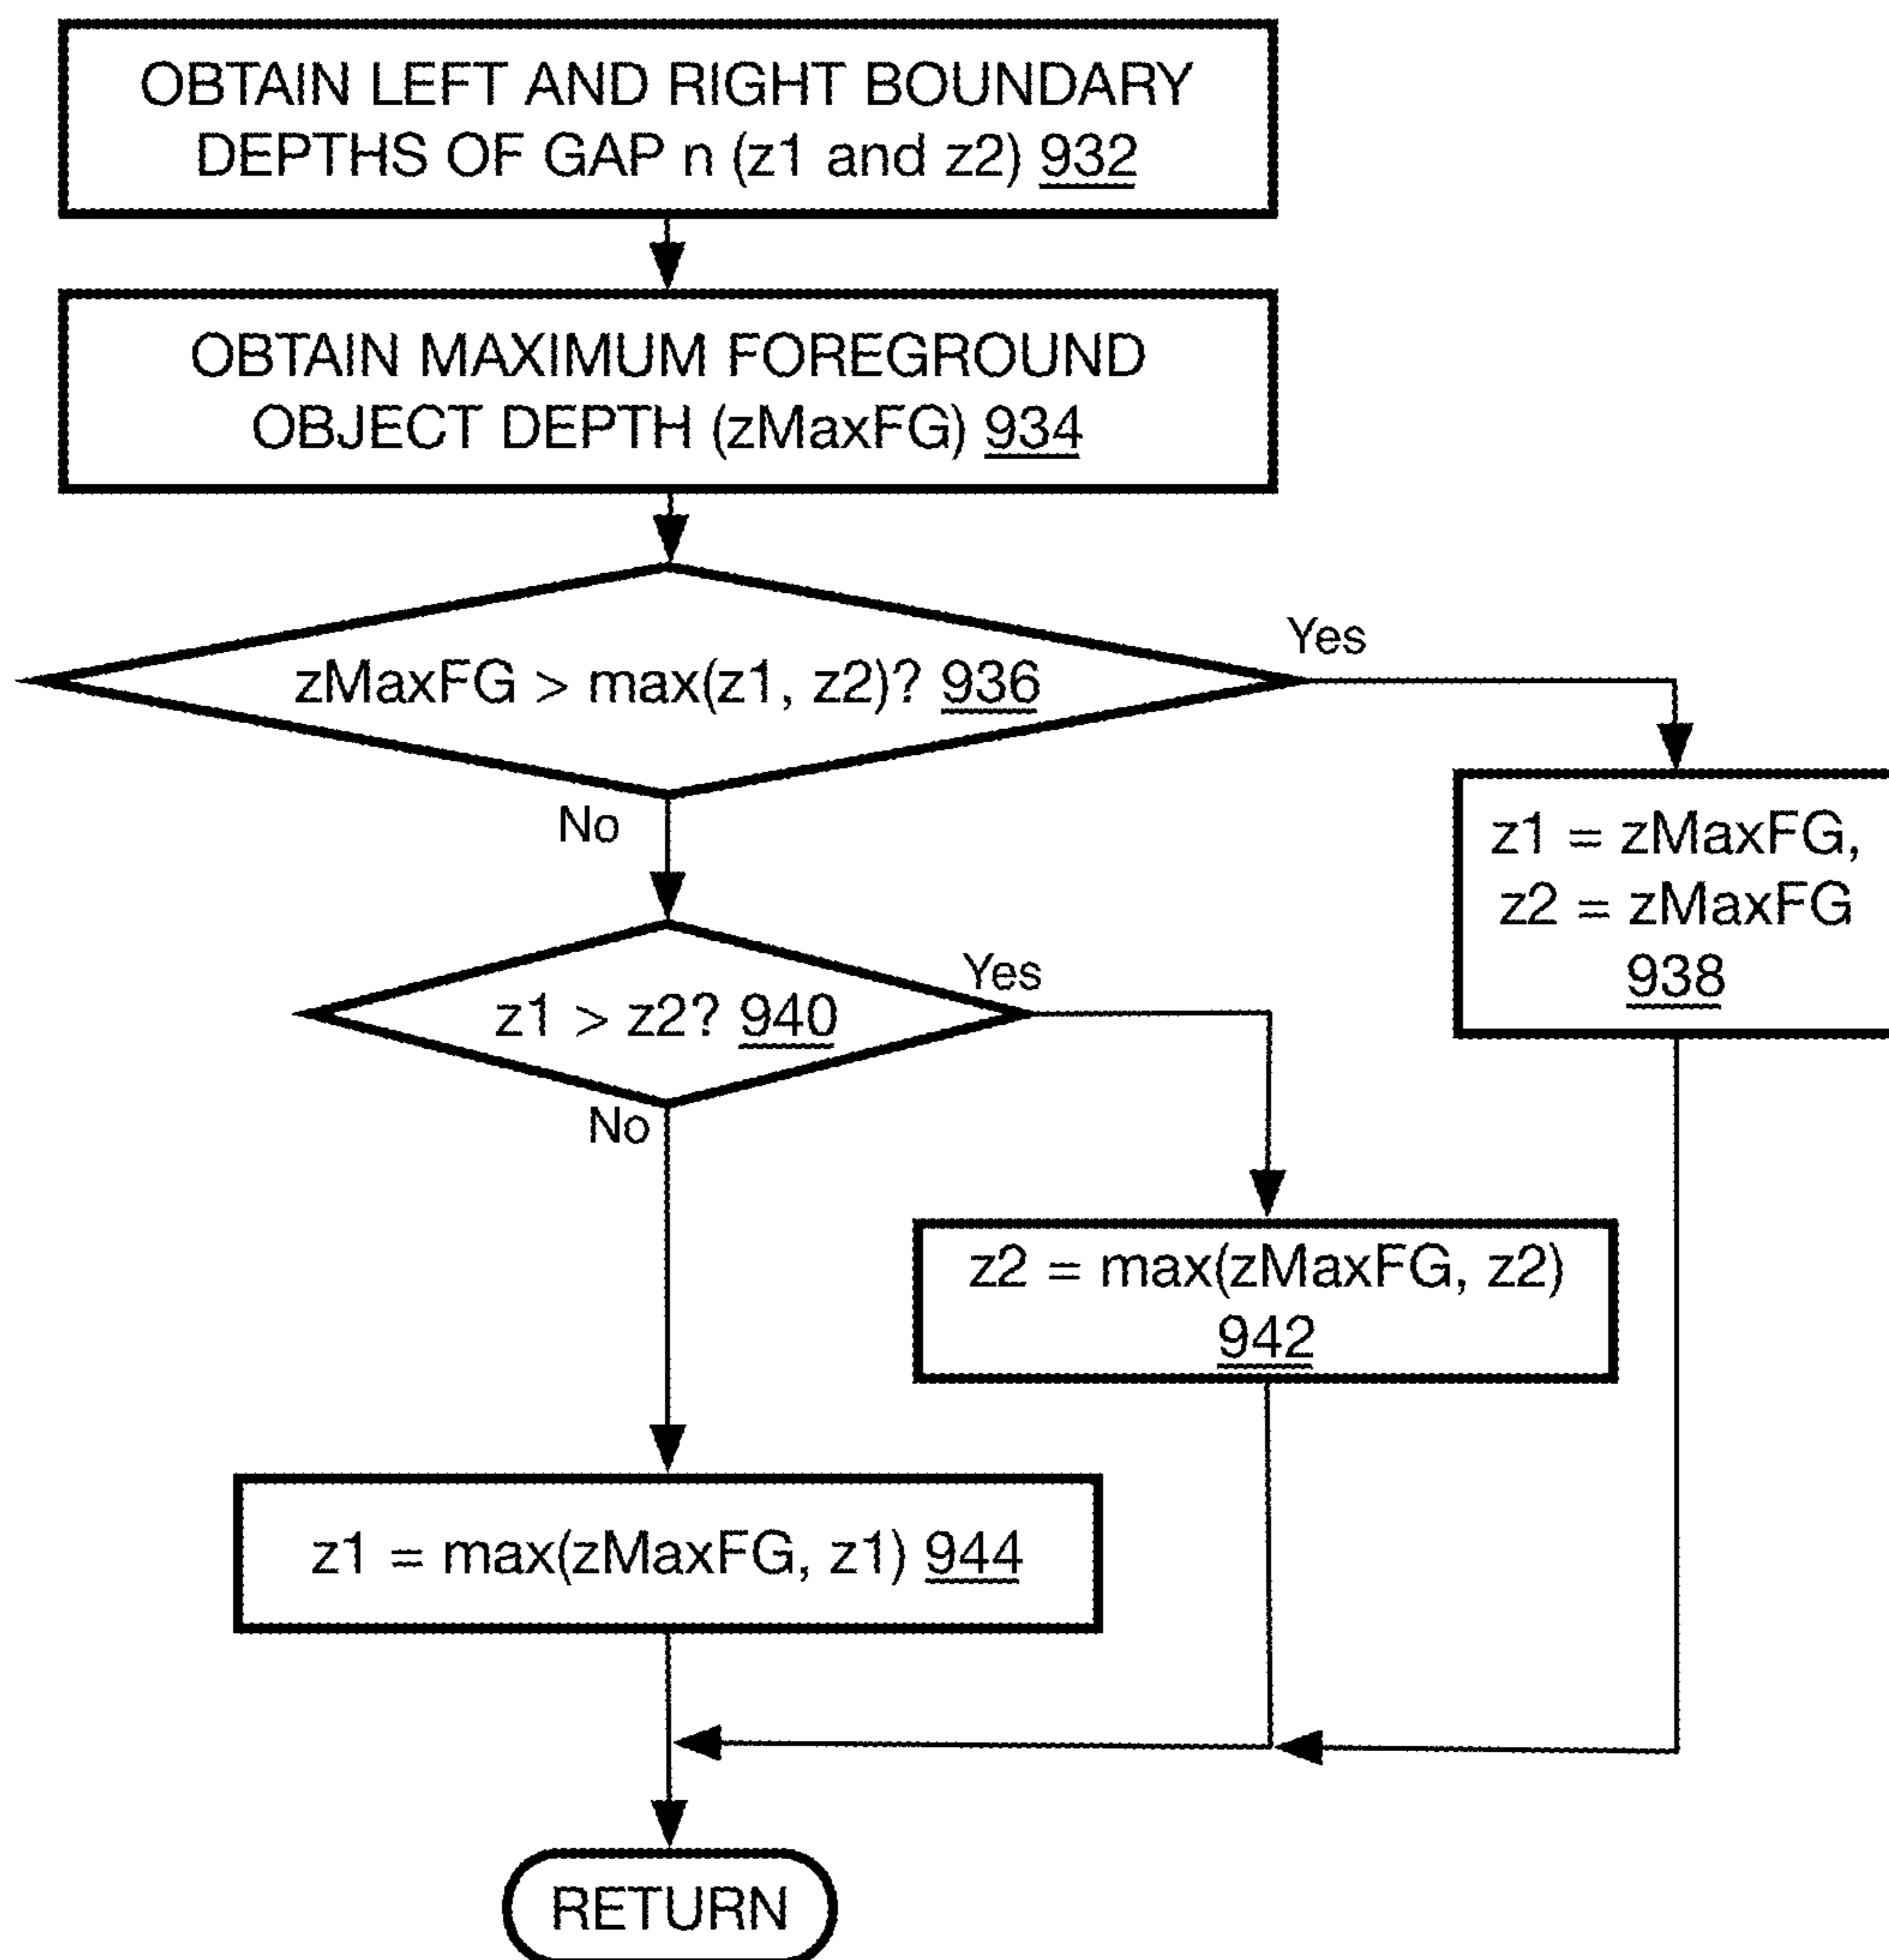 OBTAIN LEFT AND RIGHT BOUNDARY
DEPTHS OF GAP n (z1 and z2) 932
OBTAIN MAXIMUM FOREGROUND
OBJECT DEPTH (zMaxFG) 934
zMaxFG > max(z1, z2)? 936
Yes
No
z1 = zMaxFG,
z2 = zMaxFG
938
z1 > z2? 940
Yes
No
z2 = max(zMaxFG, z2)
942
z1 = max(zMaxFG, z1) 944
RETURN